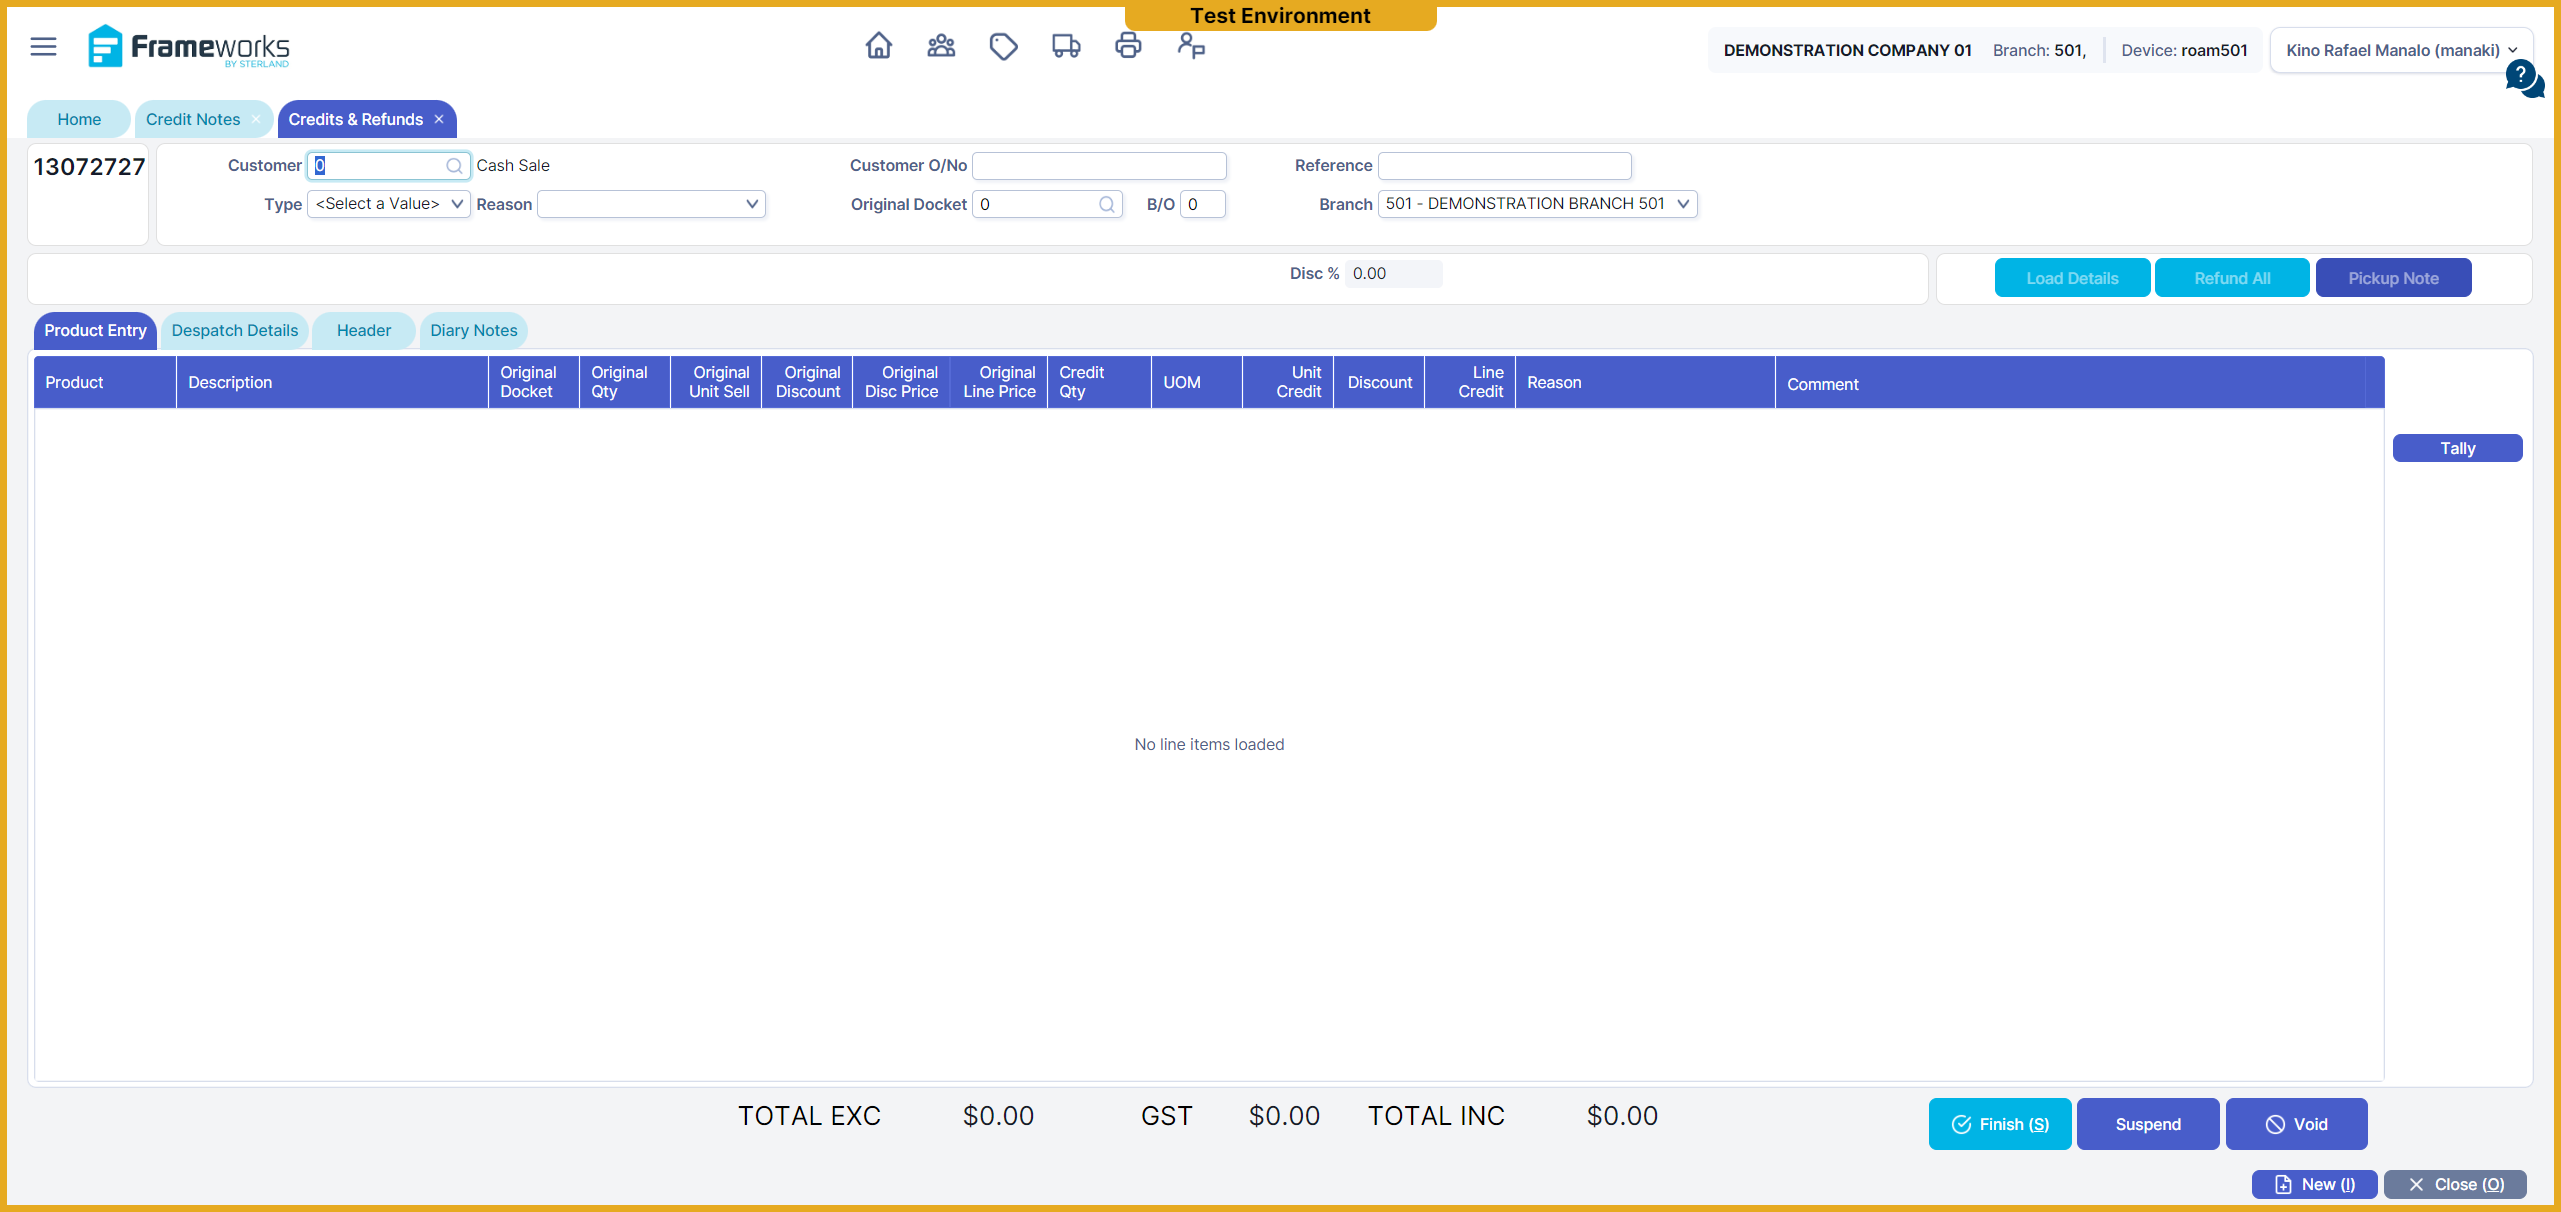 Test Environment
Frameworks
BY STERLAND
DEMONSTRATION COMPANY 01 Branch: 501, Device: roam501
Kino Rafael Manalo (manaki)
?
Home
Credit Notes ×
Credits & Refunds ×
13072727
Customer 0 Cash Sale
Customer O/No
Reference
Type <Select a Value> Reason
Original Docket 0 B/O 0
Branch 501 - DEMONSTRATION BRANCH 501
Disc % 0.00
Load Details
Refund All
Pickup Note
Product Entry
Despatch Details
Header
Diary Notes
Product
Description
Original
Docket
Original
Qty
Original
Unit Sell
Original
Discount
Original
Disc Price
Original
Line Price
Credit
Qty
UOM
Unit
Credit
Discount
Line
Credit
Reason
Comment
Tally
No line items loaded
TOTAL EXC $0.00 GST $0.00 TOTAL INC $0.00
Finish (S)
Suspend
Void
New (I)
Close (O)